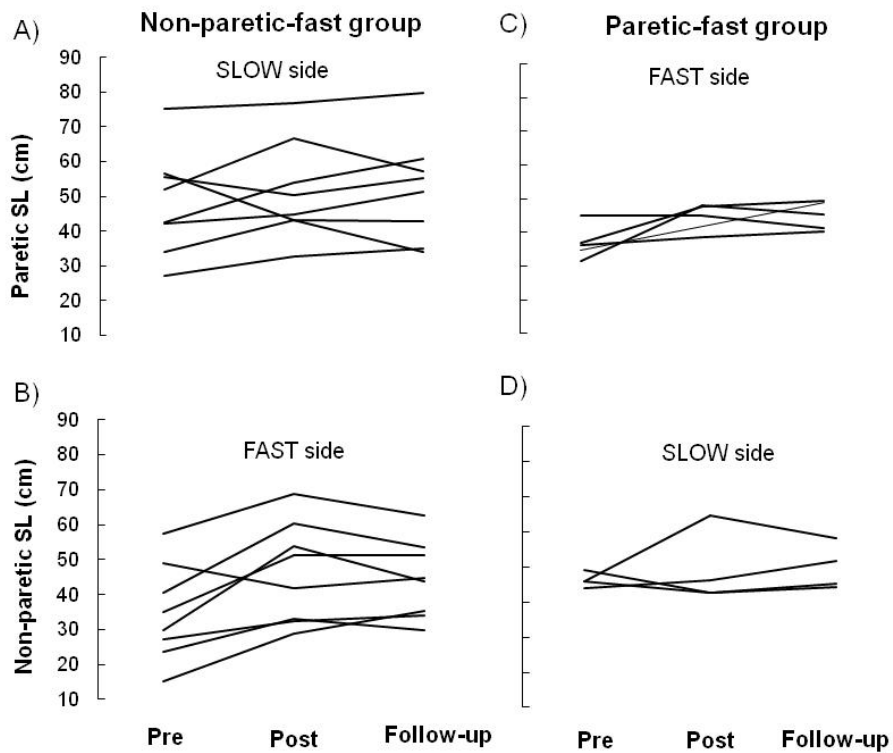 A)
Non-paretic-fast group
SLOW side
90
80
70
60
50
40
30
20
10
Paretic SL (cm)
C)
Paretic-fast group
FAST side
B)
FAST side
90
80
70
60
50
40
30
20
10
Non-paretic SL (cm)
Pre Post Follow-up
D)
SLOW side
Pre Post Follow-up